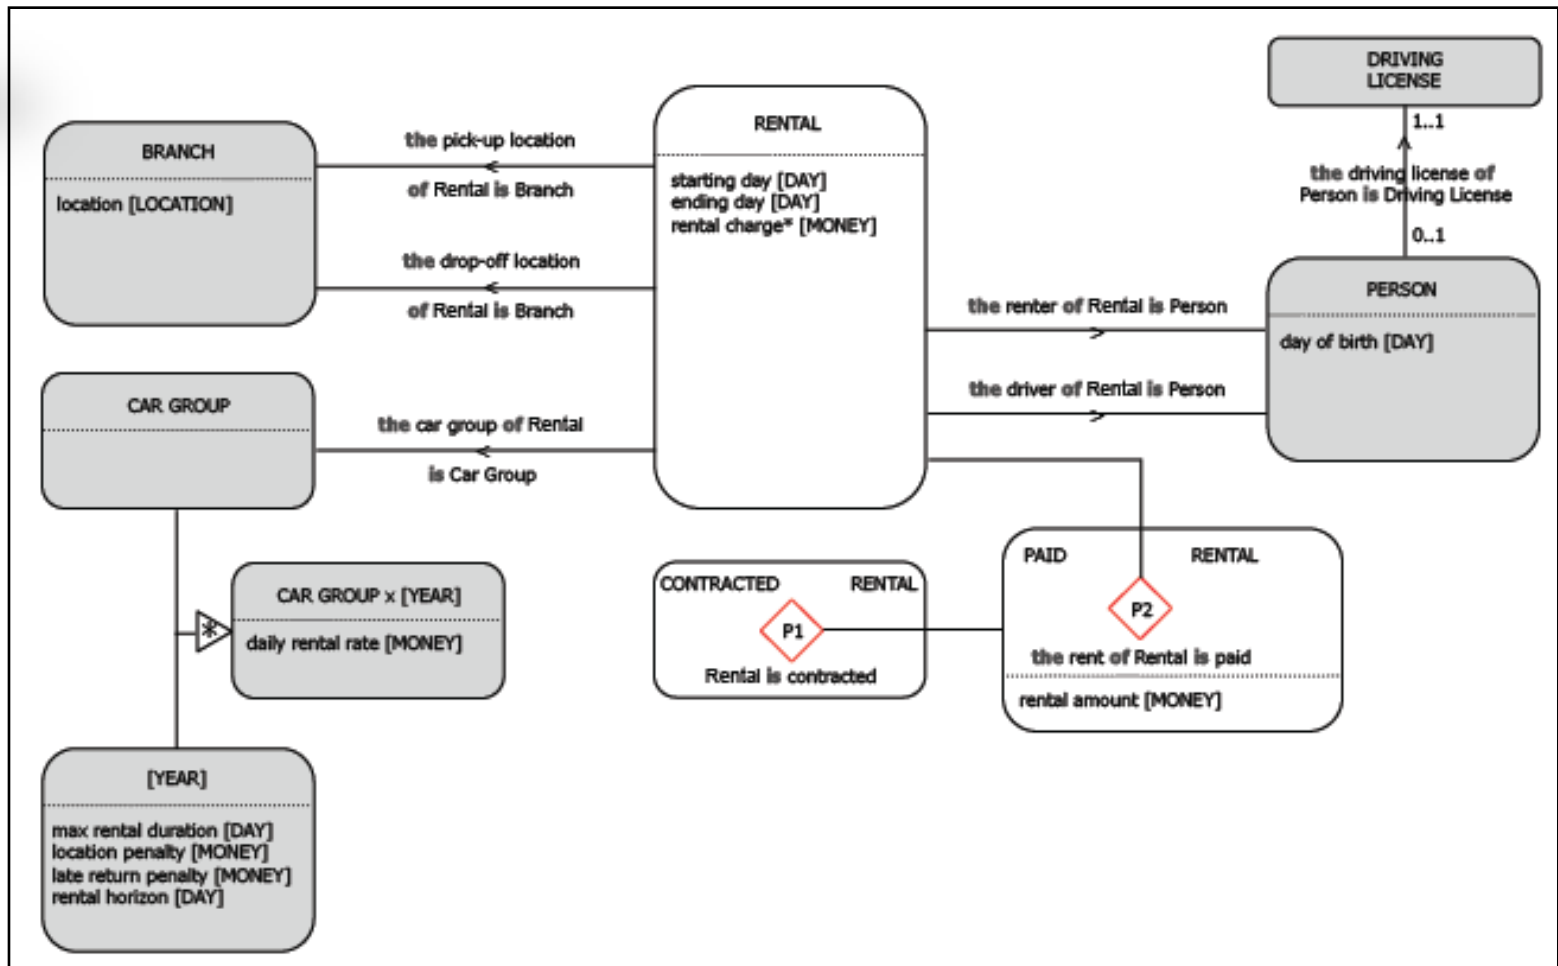 DRIVING
LICENSE
1..1
the driving license of
Person is Driving License
0..1
BRANCH
location [LOCATION]
the pick-up location
of Rental is Branch
the drop-off location
of Rental is Branch
RENTAL
starting day [DAY]
ending day [DAY]
rental charge* [MONEY]
PERSON
day of birth [DAY]
the renter of Rental is Person
the driver of Rental is Person
CAR GROUP
the car group of Rental
is Car Group
CONTRACTED RENTAL
P1
Rental is contracted
PAID RENTAL
P2
the rent of Rental is paid
rental amount [MONEY]
CAR GROUP x [YEAR]
daily rental rate [MONEY]
*
[YEAR]
max rental duration [DAY]
location penalty [MONEY]
late return penalty [MONEY]
rental horizon [DAY]